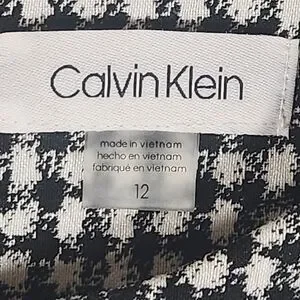 Calvin Klein
made in vietnam
hecho en vietnam
fabriqué en vietnam
12